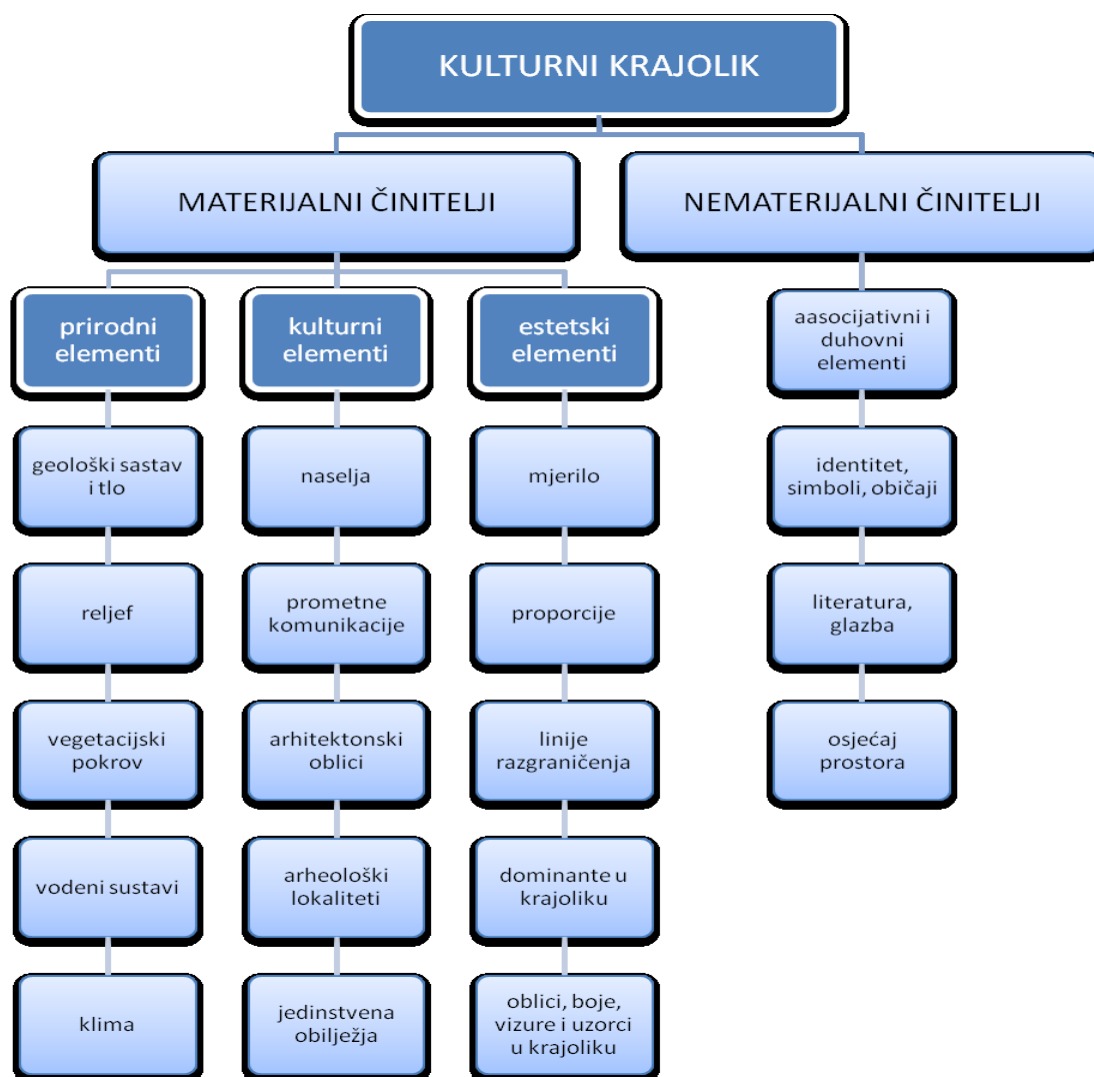 KULTURNI KRAJOLIK
MATERIJALNI ČINITELJI
NEMATERIJALNI ČINITELJI
prirodni
elementi
geološki sastav
i tlo
reljef
vegetacijski
pokrov
vodeni sustavi
klima
kulturni
elementi
naselja
prometne
komunikacije
arhitektonski
oblici
arheološki
lokaliteti
jedinstvena
obilježja
estetski
elementi
mjerilo
proporcije
linije
razgraničenja
dominante u
krajoliku
oblici, boje,
vizure i uzorci
u krajoliku
aasocijativni i
duhovni
elementi
identitet,
simboli, običaji
literatura,
glazba
osjećaj
prostora